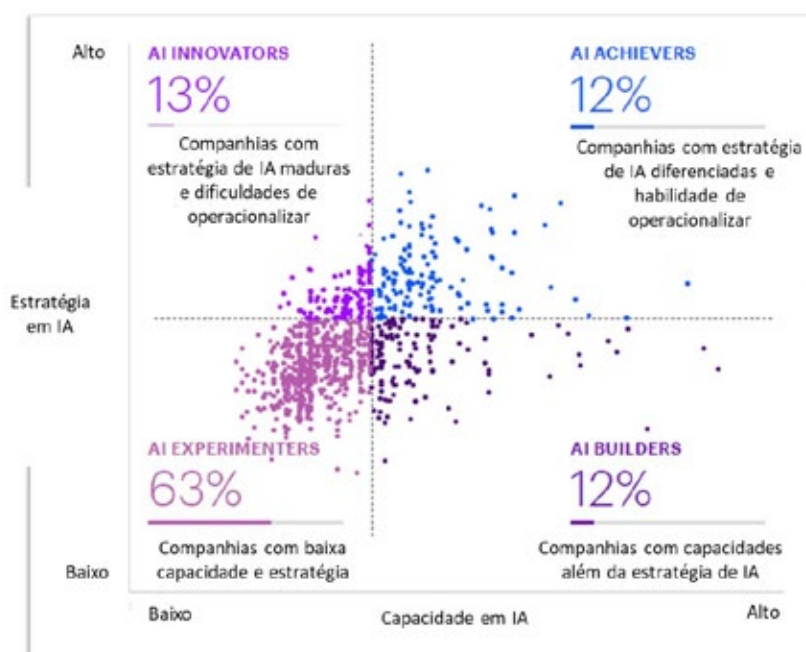 Alto
AI INNOVATORS
13%
Companhias com
estratégia de IA maduras
e dificuldades de
operacionalizar
AI ACHIEVERS
12%
Companhias com estratégia
de IA diferenciadas e
habilidade de
operacionalizar
Estratégia
em IA
AI EXPERIMENTERS
63%
Companhias com baixa
capacidade e estratégia
AI BUILDERS
12%
Companhias com capacidades
além da estratégia de IA
Baixo
Baixo
Capacidade em IA
Alto